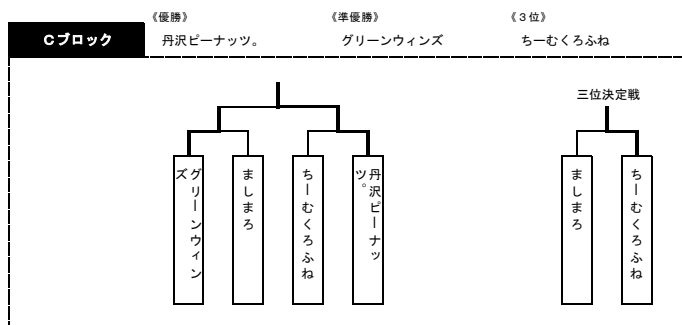 《優勝》 《準優勝》 《３位》
Cブロック 丹沢ピーナッツ。 グリーンウィンズ ちーむくろふね
三位決定戦
グリーンウィン
ズ
ましまろ
ちーむくろふね
丹沢ピーナッ
ツ。
ましまろ
ちーむくろふね